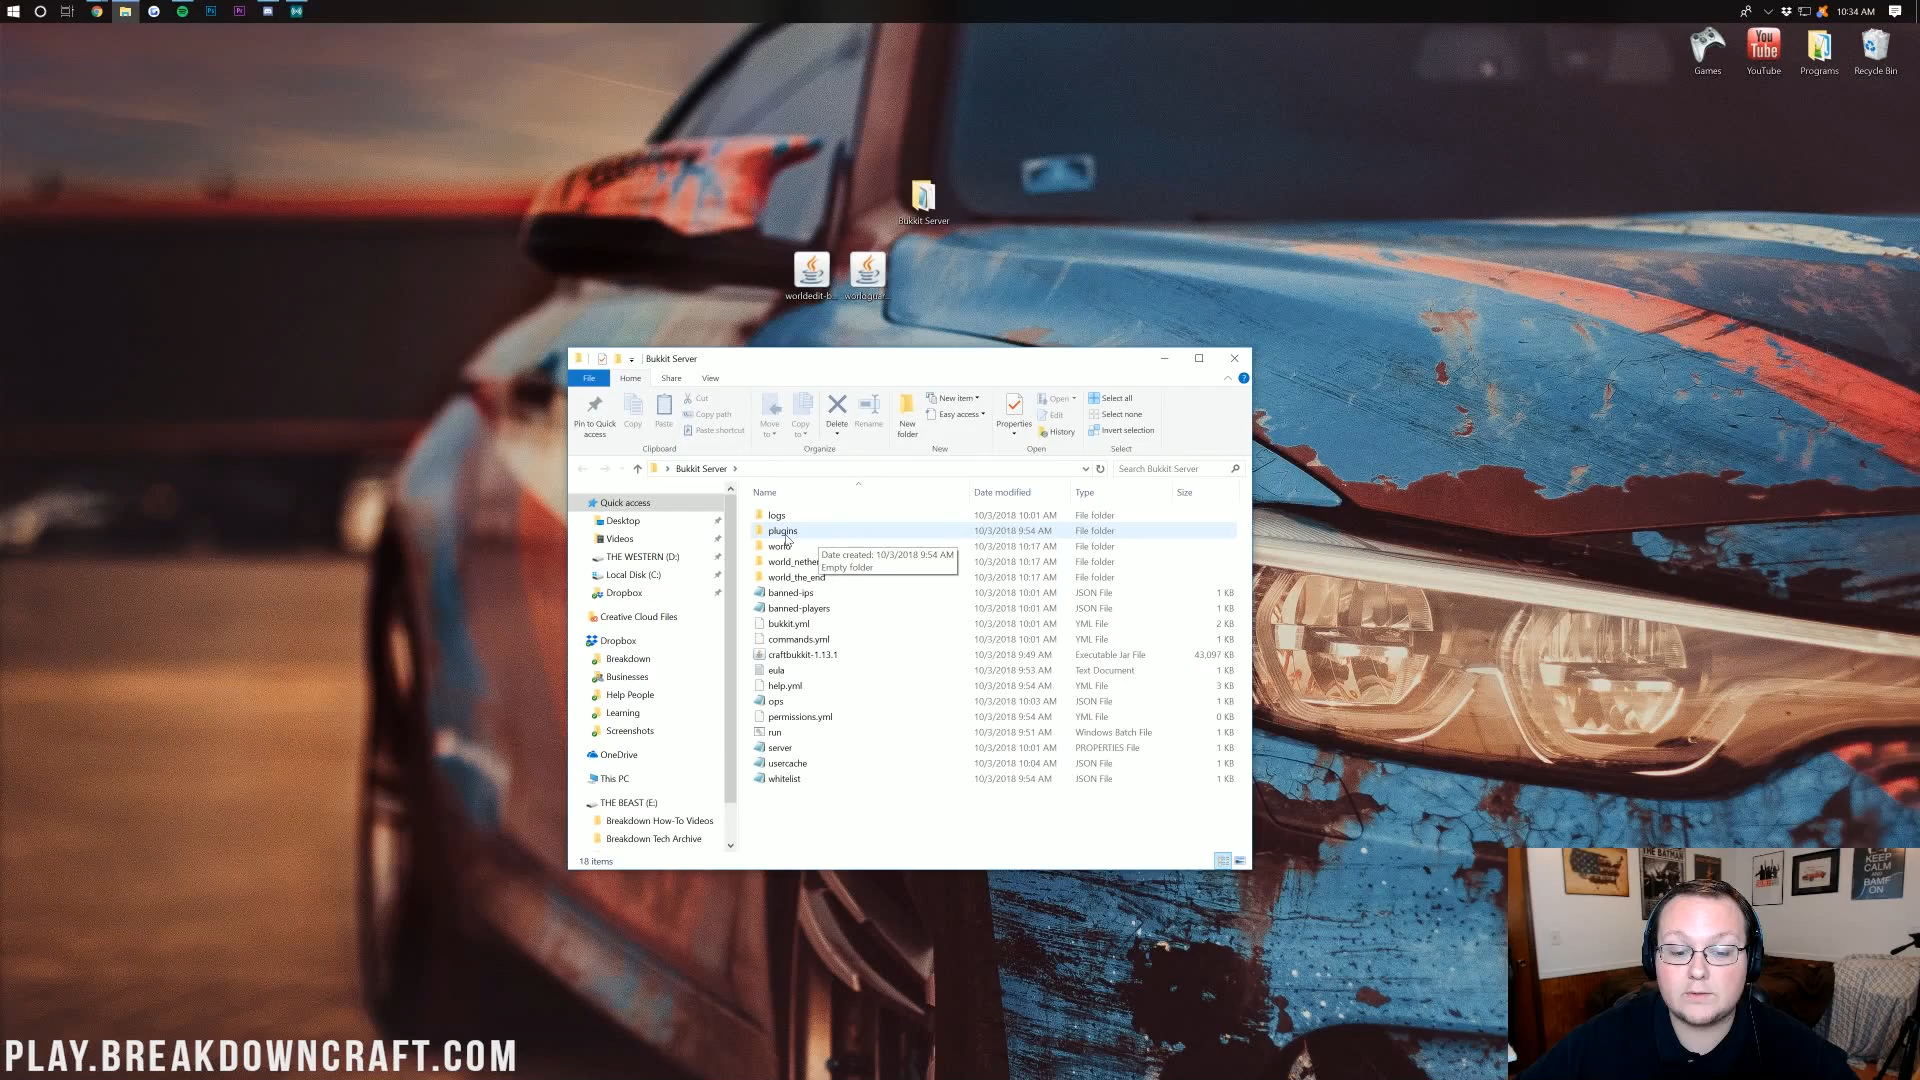 10:34 AM
Games
YouTube
Programs
Recycle Bin
Bukkit Server
worldedit-b...
worldguar...
Bukkit Server
File
Home
Share
View
Pin to Quick access
Copy
Paste
Cut
Copy path
Paste shortcut
Clipboard
Move to
Copy to
Delete
Rename
Organize
New folder
New item
Easy access
New
Properties
Open
Edit
History
Open
Select all
Select none
Invert selection
Select
Bukkit Server
Search Bukkit Server
Quick access
Desktop
Videos
THE WESTERN (D:)
Local Disk (C:)
Dropbox
Creative Cloud Files
Dropbox
Breakdown
Businesses
Help People
Learning
Screenshots
OneDrive
This PC
THE BEAST (E:)
Breakdown How-To Videos
Breakdown Tech Archive
Name Date modified Type Size
logs 10/3/2018 10:01 AM File folder
plugins 10/3/2018 9:54 AM File folder
world 10/3/2018 10:17 AM File folder
world_nether 10/3/2018 10:17 AM File folder
world_the_end 10/3/2018 10:17 AM File folder
Date created: 10/3/2018 9:54 AM
Empty folder
banned-ips 10/3/2018 10:01 AM JSON File 1 KB
banned-players 10/3/2018 10:01 AM JSON File 1 KB
bukkit.yml 10/3/2018 10:01 AM YML File 2 KB
commands.yml 10/3/2018 10:01 AM YML File 1 KB
craftbukkit-1.13.1 10/3/2018 9:49 AM Executable Jar File 43,097 KB
eula 10/3/2018 9:53 AM Text Document 1 KB
help.yml 10/3/2018 9:54 AM YML File 3 KB
ops 10/3/2018 10:03 AM JSON File 1 KB
permissions.yml 10/3/2018 9:54 AM YML File 0 KB
run 10/3/2018 9:51 AM Windows Batch File 1 KB
server 10/3/2018 10:01 AM PROPERTIES File 1 KB
usercache 10/3/2018 10:04 AM JSON File 1 KB
whitelist 10/3/2018 9:54 AM JSON File 1 KB
18 items
THE BATMAN
KEEP
CALM
AND
BAMF
ON
PLAY.BREAKDOWNCRAFT.COM